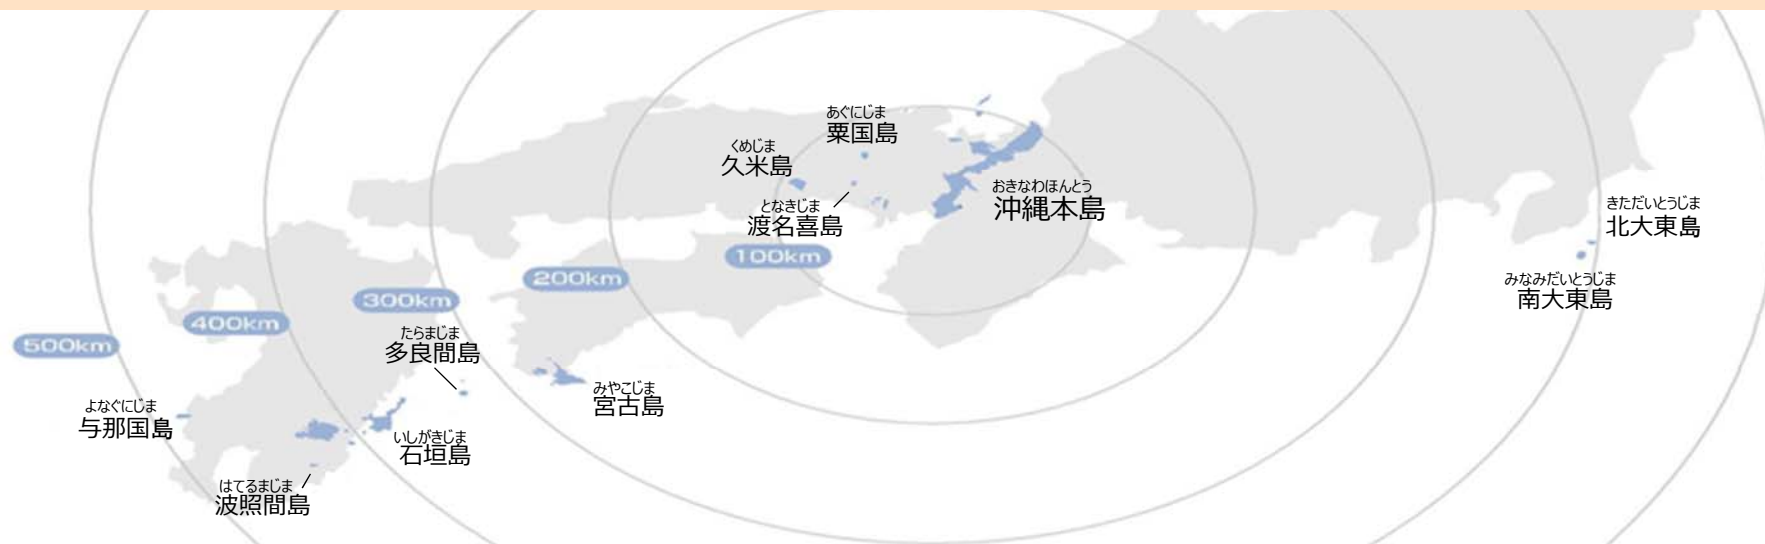 あぐにじま
粟国島
くめじま
久米島
となきじま
渡名喜島
おきなわほんとう
沖縄本島
きただいとうじま
北大東島
みなみだいとうじま
南大東島
100km
200km
300km
400km
500km
たらまじま
多良間島
みやこじま
宮古島
よなぐにじま
与那国島
いしがきじま
石垣島
はてるまじま
波照間島